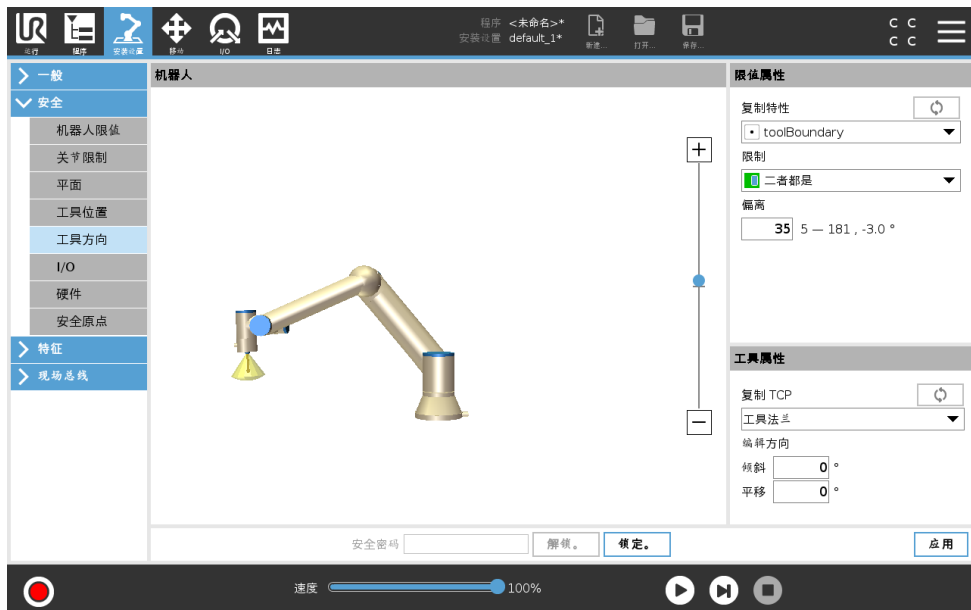 UR
运行
程序
安装设置
移动
I/O
日志
程序 <未命名>*
安装设置 default_1*
新建...
打开...
保存...
C C
C C
一般
安全
机器人限值
关节限制
平面
工具位置
工具方向
I/O
硬件
安全原点
特征
现场总线
机器人
限值属性
复制特性
toolBoundary
限制
二者都是
偏离
35 5 — 181 , -3.0 °
工具属性
复制 TCP
工具法兰
编辑方向
倾斜 0 °
平移 0 °
安全密码 解锁。 锁定。 应用
速度 100%